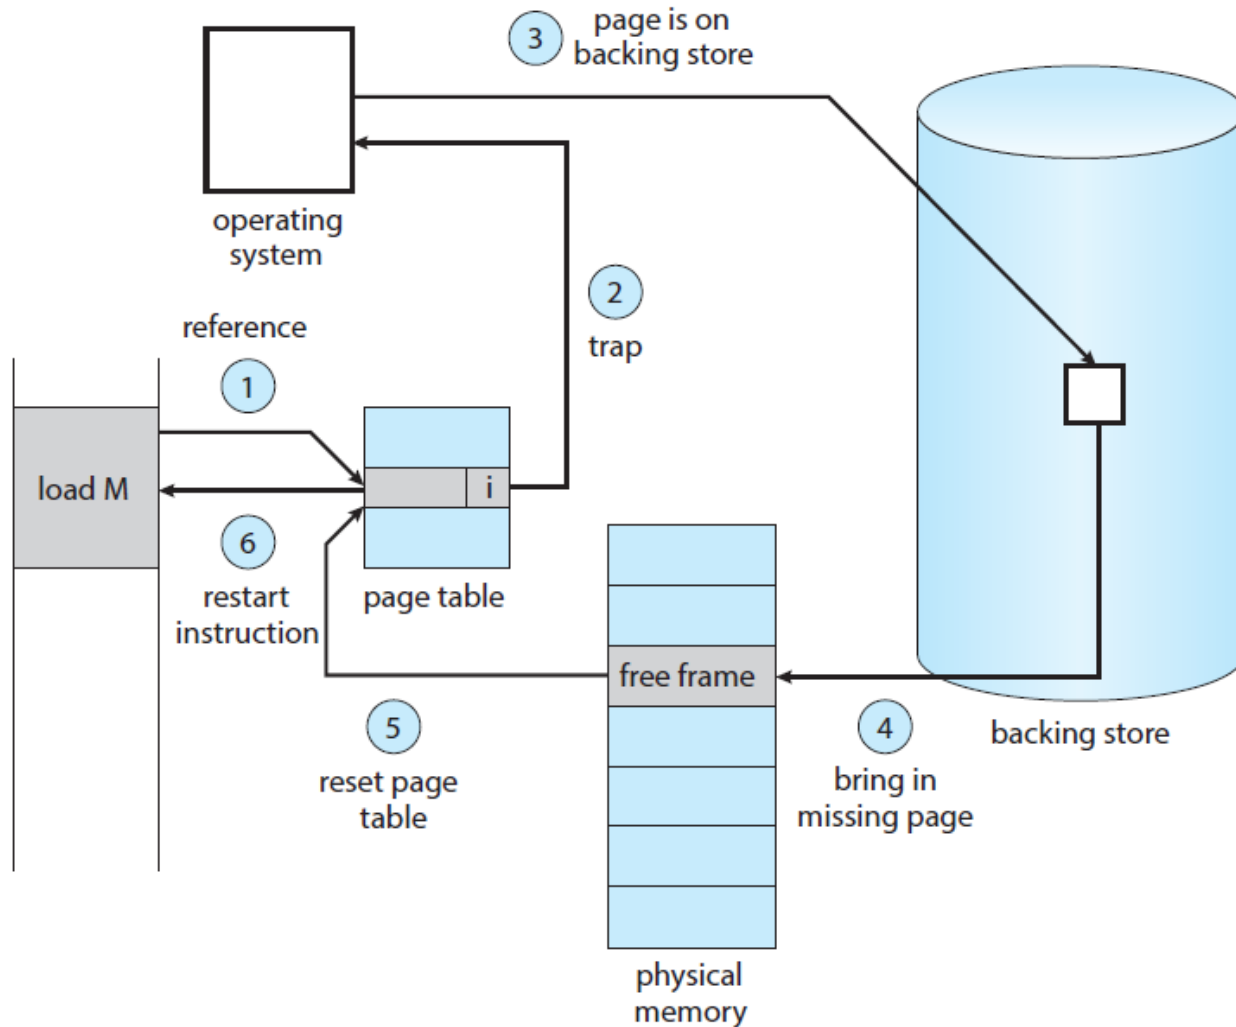 3
page is on
backing store
operating
system
2
trap
reference
1
load M
i
6
restart
instruction
page table
free frame
5
reset page
table
4
bring in
missing page
backing store
physical
memory